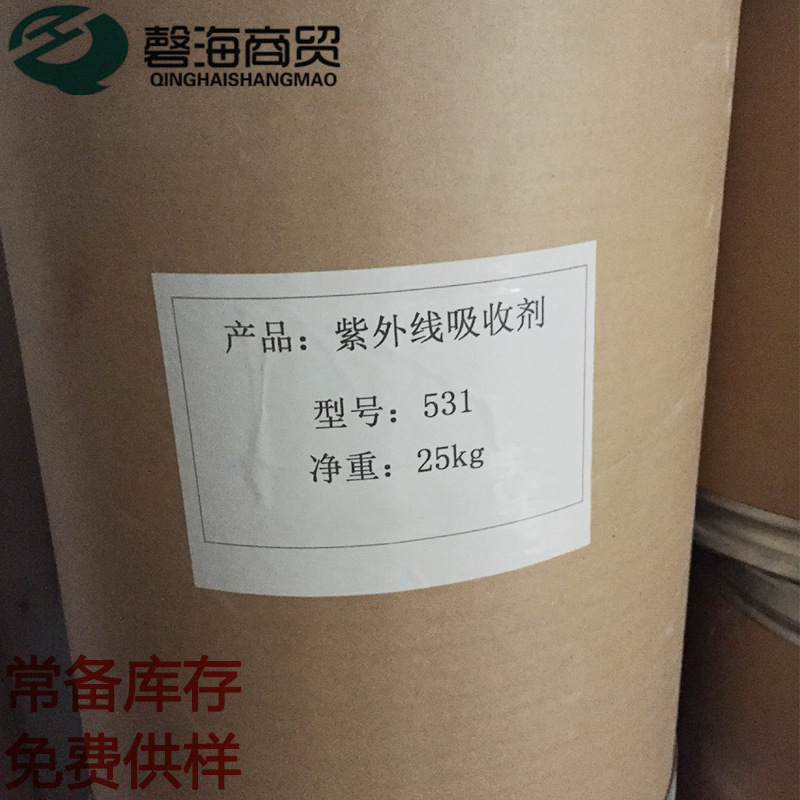 磬海商贸
QINGHAISHANGMAO
产品：紫外线吸收剂
型号：531
净重：25kg
常备库存
免费供样